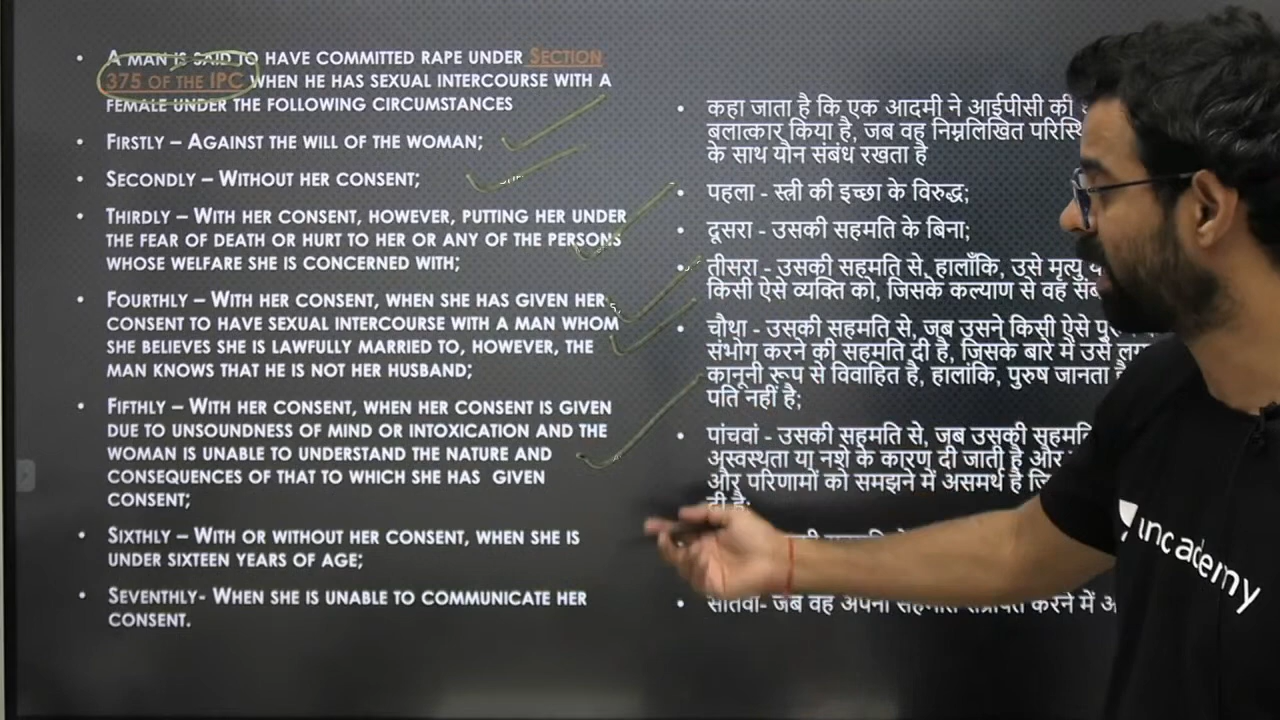 A MAN IS SAID TO HAVE COMMITTED RAPE UNDER SECTION
375 OF THE IPC WHEN HE HAS SEXUAL INTERCOURSE WITH A
FEMALE UNDER THE FOLLOWING CIRCUMSTANCES
FIRSTLY – AGAINST THE WILL OF THE WOMAN;
SECONDLY – WITHOUT HER CONSENT;
THIRDLY – WITH HER CONSENT, HOWEVER, PUTTING HER UNDER
THE FEAR OF DEATH OR HURT TO HER OR ANY OF THE PERSONS
WHOSE WELFARE SHE IS CONCERNED WITH;
FOURTHLY – WITH HER CONSENT, WHEN SHE HAS GIVEN HER
CONSENT TO HAVE SEXUAL INTERCOURSE WITH A MAN WHOM
SHE BELIEVES SHE IS LAWFULLY MARRIED TO, HOWEVER, THE
MAN KNOWS THAT HE IS NOT HER HUSBAND;
FIFTHLY – WITH HER CONSENT, WHEN HER CONSENT IS GIVEN
DUE TO UNSOUNDNESS OF MIND OR INTOXICATION AND THE
WOMAN IS UNABLE TO UNDERSTAND THE NATURE AND
CONSEQUENCES OF THAT TO WHICH SHE HAS GIVEN
CONSENT;
SIXTHLY – WITH OR WITHOUT HER CONSENT, WHEN SHE IS
UNDER SIXTEEN YEARS OF AGE;
SEVENTHLY- WHEN SHE IS UNABLE TO COMMUNICATE HER
CONSENT.
कहा जाता है कि एक आदमी ने आईपीसी की
बलात्कार किया है, जब वह निम्नलिखित
के साथ यौन संबंध रखता है
पहला - स्त्री की इच्छा के विरुद्ध;
दूसरा - उसकी सहमति के बिना;
तीसरा - उसकी सहमति से, हालाँकि, उसे मृत्यु
किसी ऐसे व्यक्ति को, जिसके कल्याण से वह
चौथा - उसकी सहमति से, जब उसने किसी ऐसे
संभोग करने की सहमति दी है, जिसके बारे में उसे
कानूनी रूप से विवाहित है, हालांकि, पुरुष जानता
पति नहीं है;
पांचवां - उसकी सहमति से, जब उसकी
अस्वस्थता या नशे के कारण दी जाती है और
और परिणामों को समझने में असमर्थ है
दी है;
सातवां- जब वह अपनी सहमति संप्रेषित करने में
unacademy